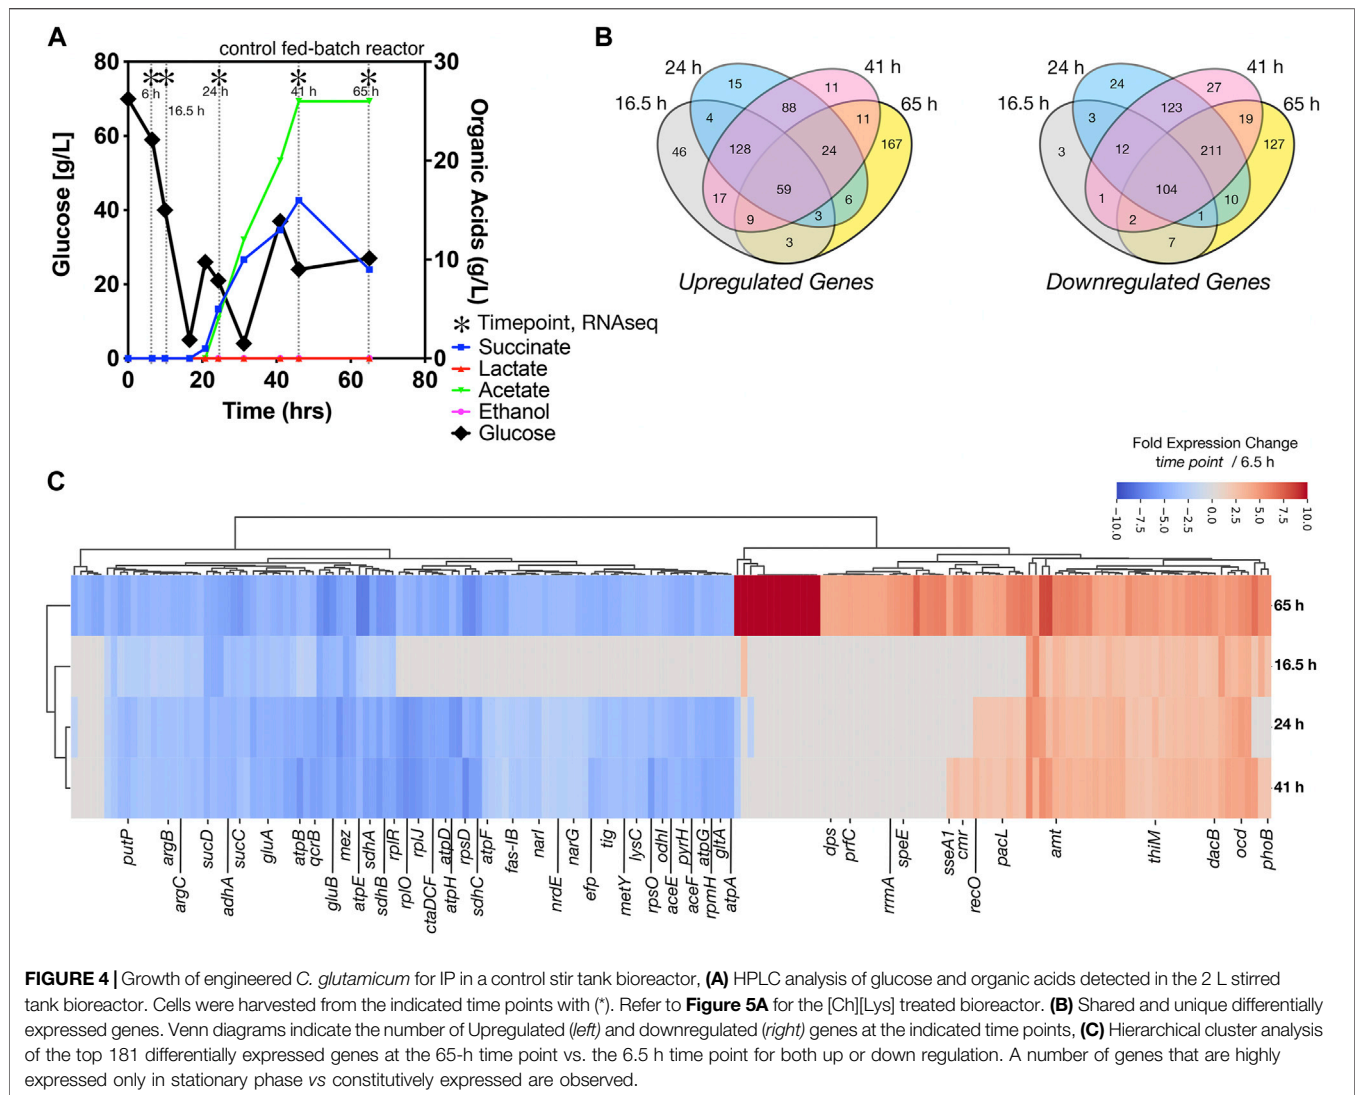 A
control fed-batch reactor
80
60
40
20
0
Glucose [g/L]
30
20
10
0
Organic Acids (g/L)
6 h
16.5 h
24 h
41 h
65 h
0
20
40
60
80
Time (hrs)
Timepoint, RNAseq
Succinate
Lactate
Acetate
Ethanol
Glucose
B
24 h
41 h
16.5 h
65 h
15
11
4
88
11
46
128
24
167
17
59
6
9
3
3
Upregulated Genes
24 h
41 h
16.5 h
65 h
24
27
3
123
19
3
12
211
127
1
104
10
2
1
7
Downregulated Genes
Fold Expression Change
time point / 6.5 h
-10.0
-7.5
-5.0
-2.5
0.0
2.5
5.0
7.5
10.0
C
65 h
16.5 h
24 h
41 h
putP
argB
argC
sucD
adhA
succC
gluA
atpB
qcrB
gluB
mez
atpE
sdhA
sdhB
rplR
rplO
rplJ
ctaDCF
atpH
atpD
rpsD
sdhC
atpF
fas-IB
narI
nrdE
narG
efp
tig
metY
lysC
rpsO
odhI
aceE
pyrH
aceF
atpG
rpmH
gltA
atpA
dps
prfC
rrmA
speE
sseA1
cmr
recO
pacL
amt
thiM
dacB
ocd
phoB
FIGURE 4 | Growth of engineered C. glutamicum for IP in a control stir tank bioreactor, (A) HPLC analysis of glucose and organic acids detected in the 2 L stirred
tank bioreactor. Cells were harvested from the indicated time points with (*). Refer to Figure 5A for the [Ch][Lys] treated bioreactor. (B) Shared and unique differentially
expressed genes. Venn diagrams indicate the number of Upregulated (left) and downregulated (right) genes at the indicated time points, (C) Hierarchical cluster analysis
of the top 181 differentially expressed genes at the 65-h time point vs. the 6.5 h time point for both up or down regulation. A number of genes that are highly
expressed only in stationary phase vs constitutively expressed are observed.